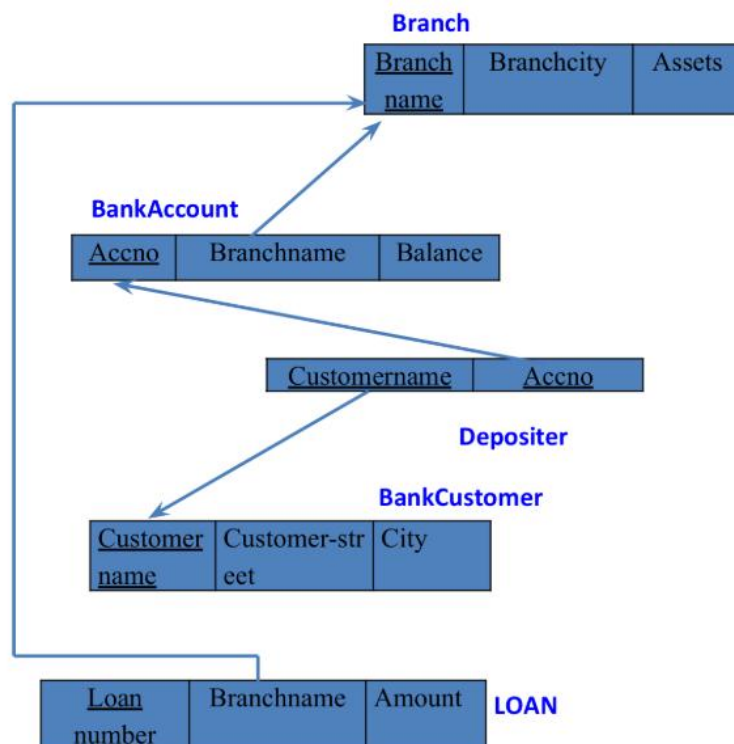 Branch
Branch Branchcity Assets
name
BankAccount
Accno Branchname Balance
Customername Accno
Depositer
BankCustomer
Customer Customer-str City
name eet
Loan Branchname Amount LOAN
number